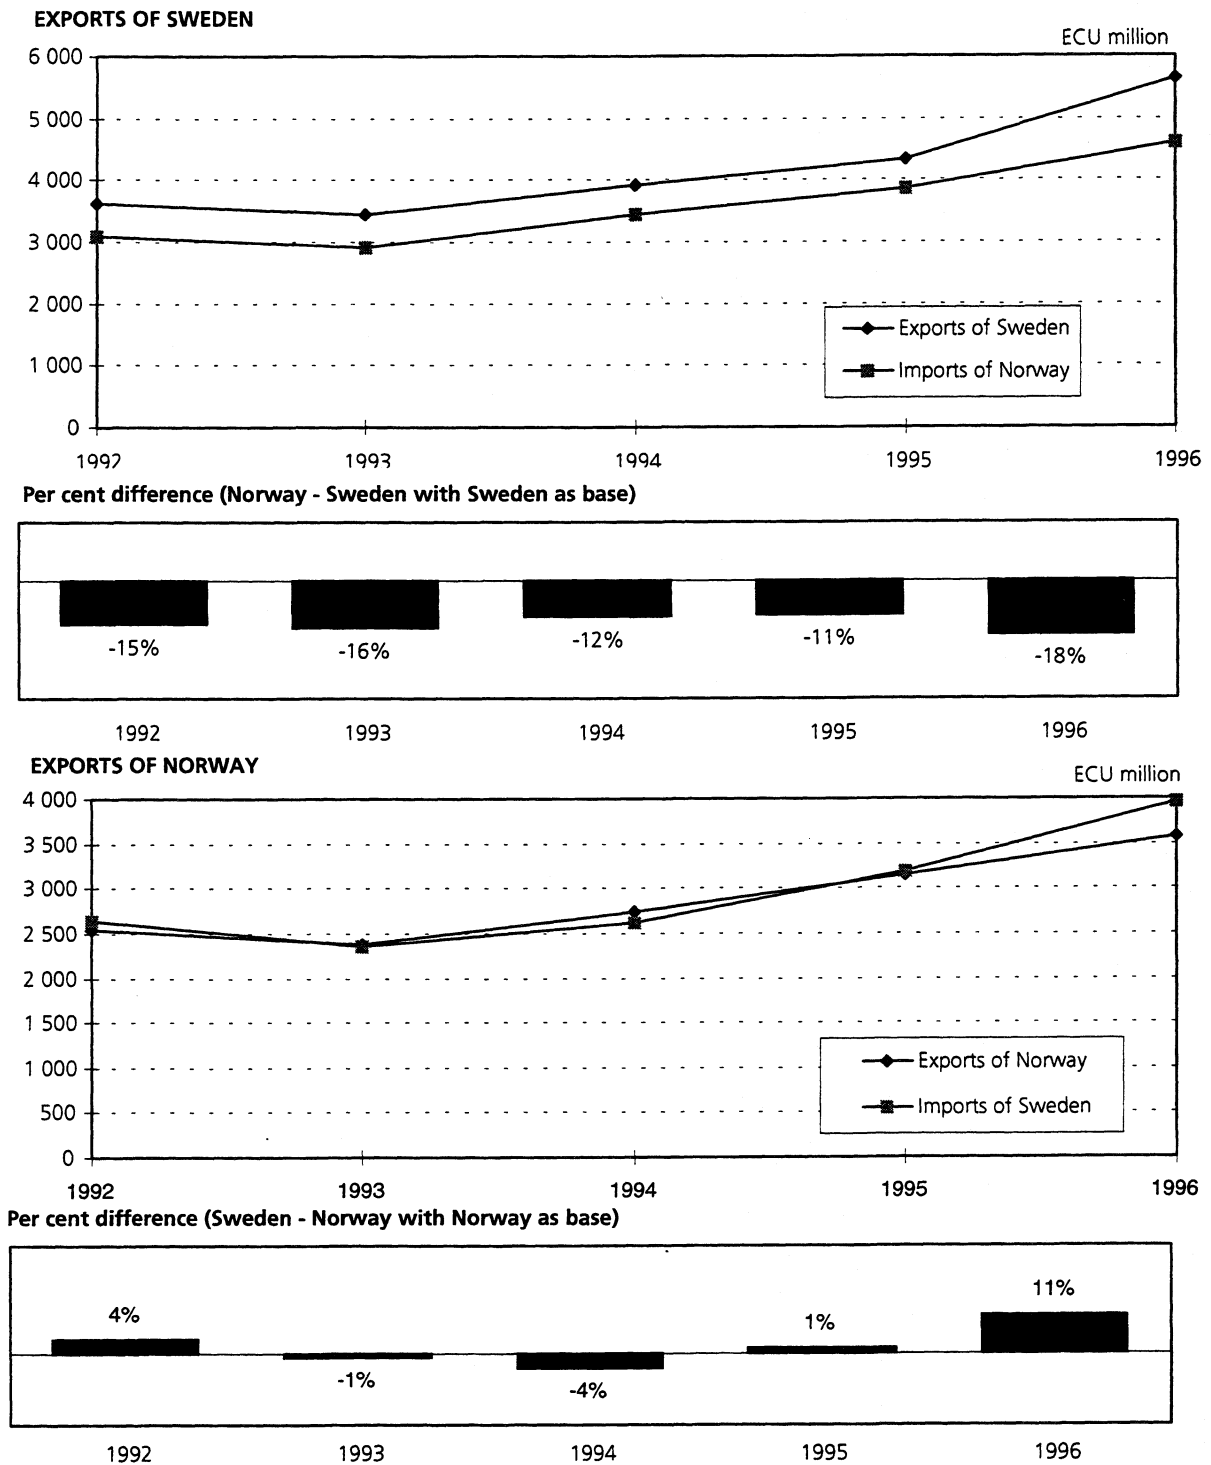 EXPORTS OF SWEDEN
ECU million
6 000
5 000
4 000
3 000
2 000
1 000
0
Exports of Sweden
Imports of Norway
1992 1993 1994 1995 1996
Per cent difference (Norway - Sweden with Sweden as base)
-15% -16% -12% -11% -18%
1992 1993 1994 1995 1996
EXPORTS OF NORWAY
ECU million
4 000
3 500
3 000
2 500
2 000
1 500
1 000
500
0
Exports of Norway
Imports of Sweden
1992 1993 1994 1995 1996
Per cent difference (Sweden - Norway with Norway as base)
4% -1% -4% 1% 11%
1992 1993 1994 1995 1996